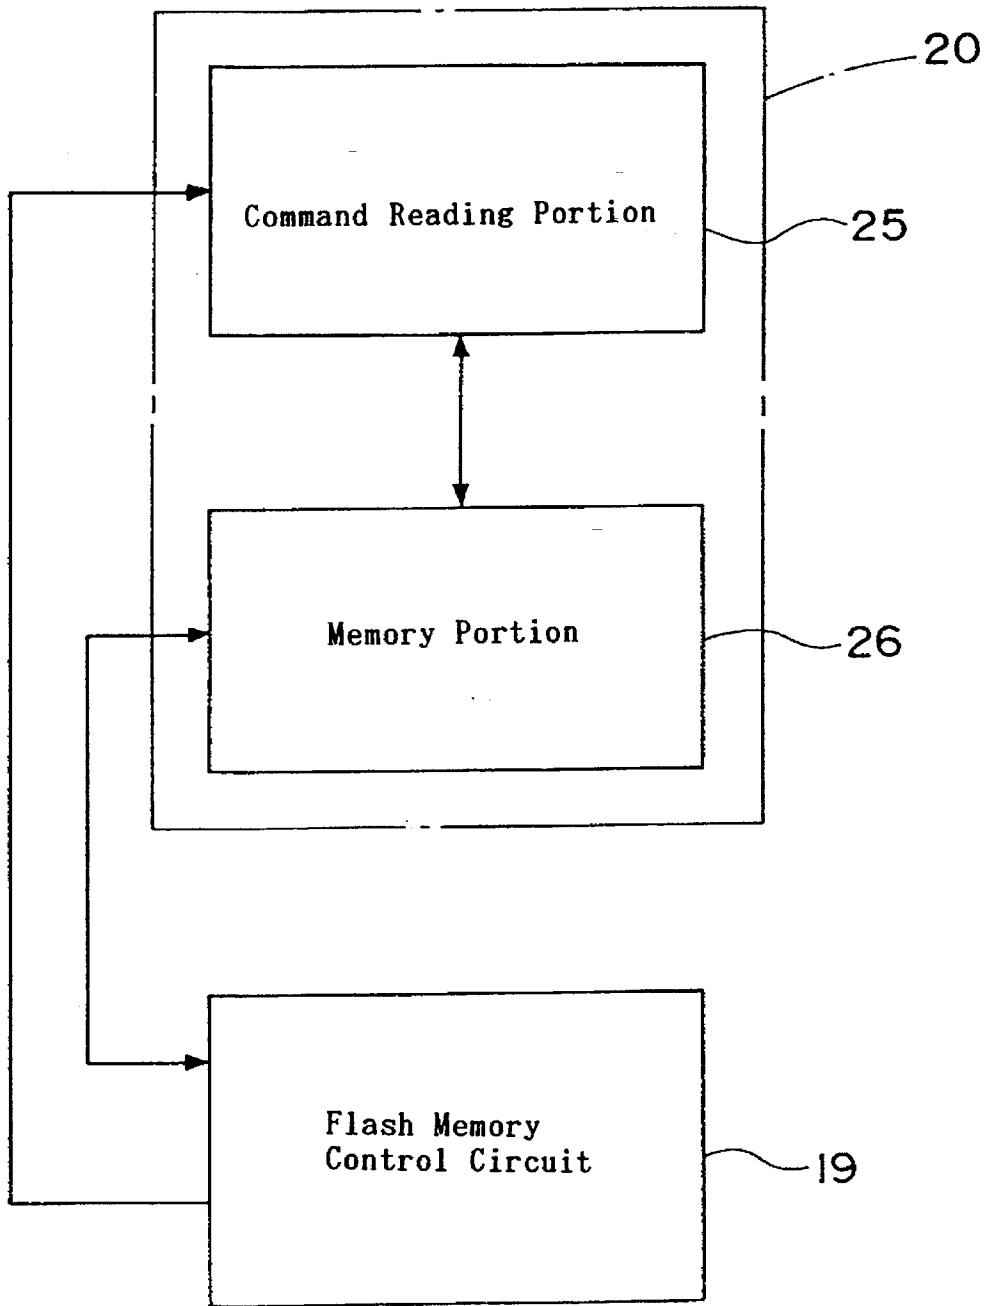 20
Command Reading Portion
25
Memory Portion
26
Flash Memory
Control Circuit
19